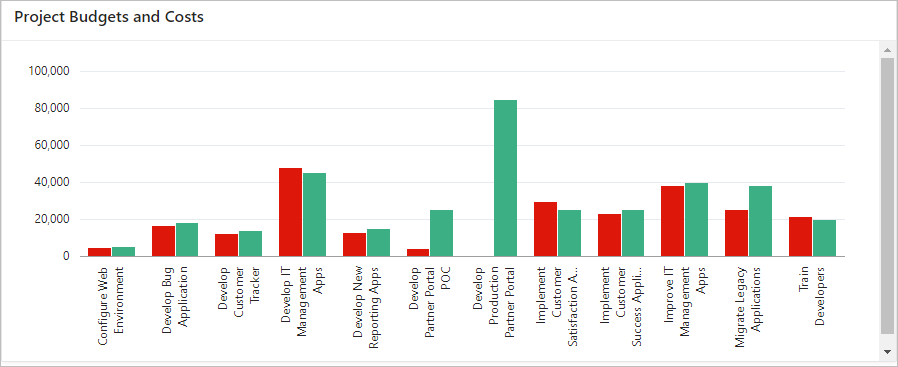 Project Budgets and Costs
100,000
80,000
60,000
40,000
20,000
0
Configure Web
Environment
Develop Bug
Application
Develop
Customer
Tracker
Develop IT
Management
Apps
Develop New
Reporting Apps
Develop
Partner Portal
POC
Develop
Production
Partner Portal
Implement
Customer
Satisfaction A...
Implement
Customer
Success Appli...
Improve IT
Management
Apps
Migrate Legacy
Applications
Train
Developers